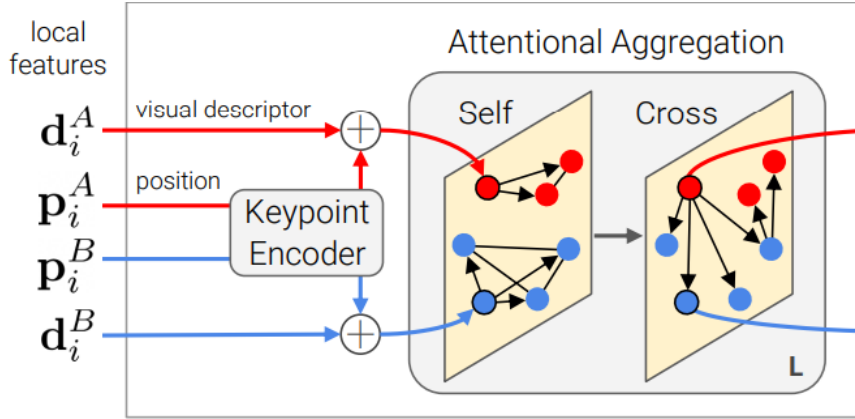 local
features
Attentional Aggregation
visual descriptor
Self
Cross
d_i^A
+
position
p_i^A
Keypoint
Encoder
p_i^B
d_i^B
+
L